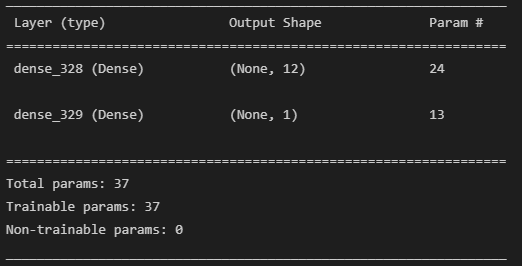 Layer (type) Output Shape Param #
=================================================================
dense_328 (Dense) (None, 12) 24
dense_329 (Dense) (None, 1) 13
=================================================================
Total params: 37
Trainable params: 37
Non-trainable params: 0
_________________________________________________________________